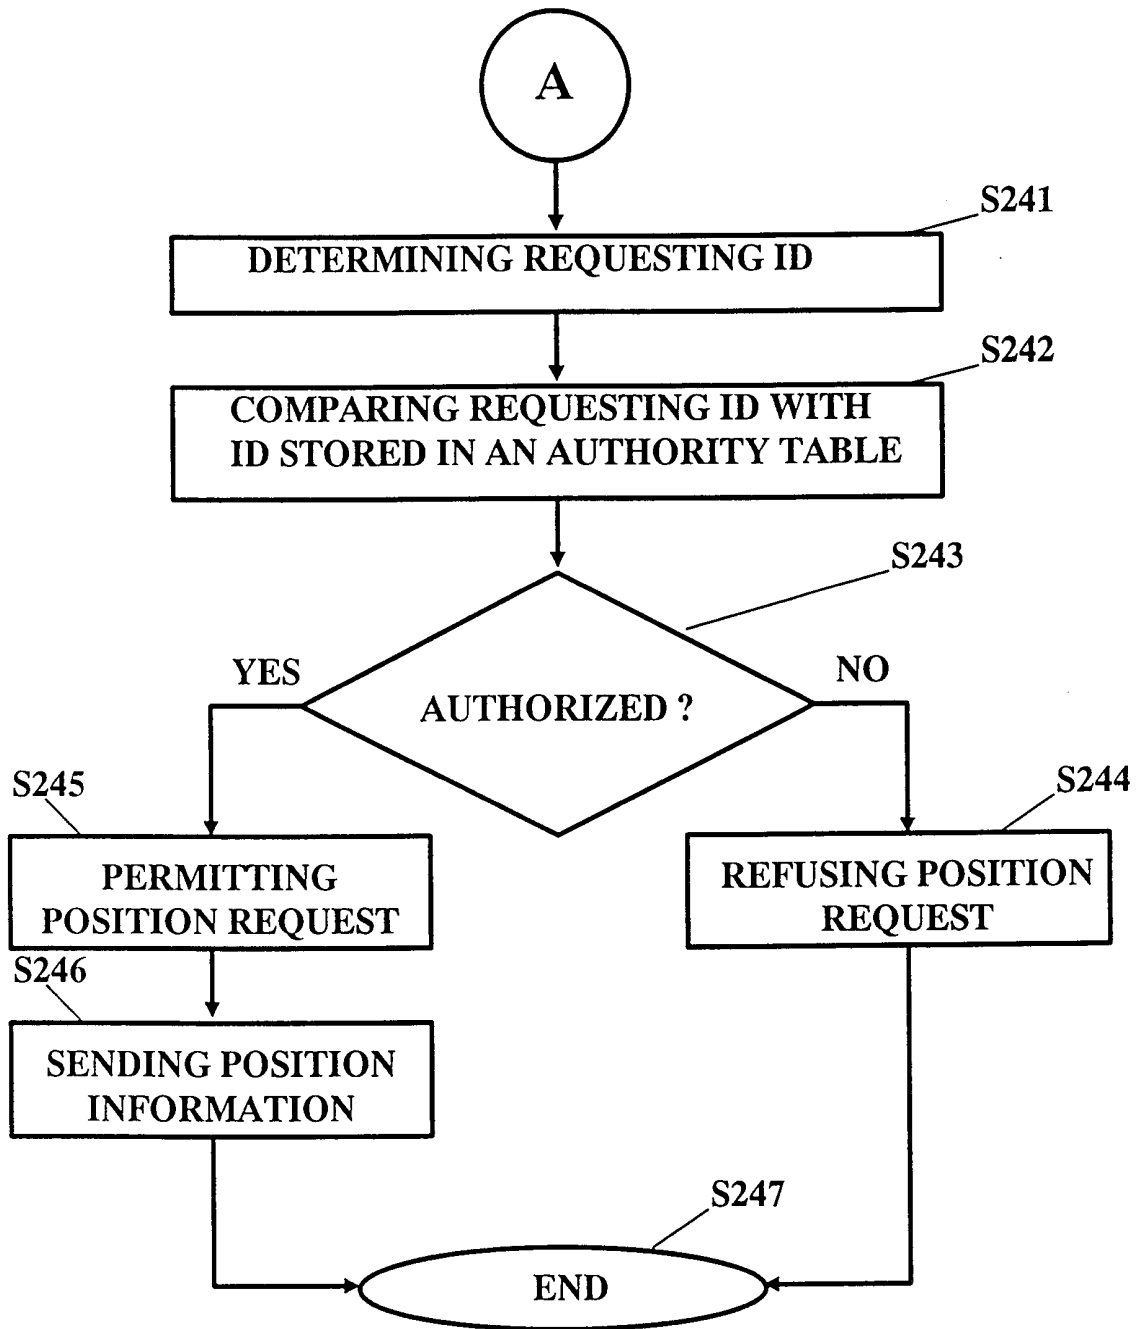 A
S241
DETERMINING REQUESTING ID
S242
COMPARING REQUESTING ID WITH
ID STORED IN AN AUTHORITY TABLE
S243
YES
NO
AUTHORIZED ?
S245
S244
PERMITTING
POSITION REQUEST
REFUSING POSITION
REQUEST
S246
SENDING POSITION
INFORMATION
S247
END